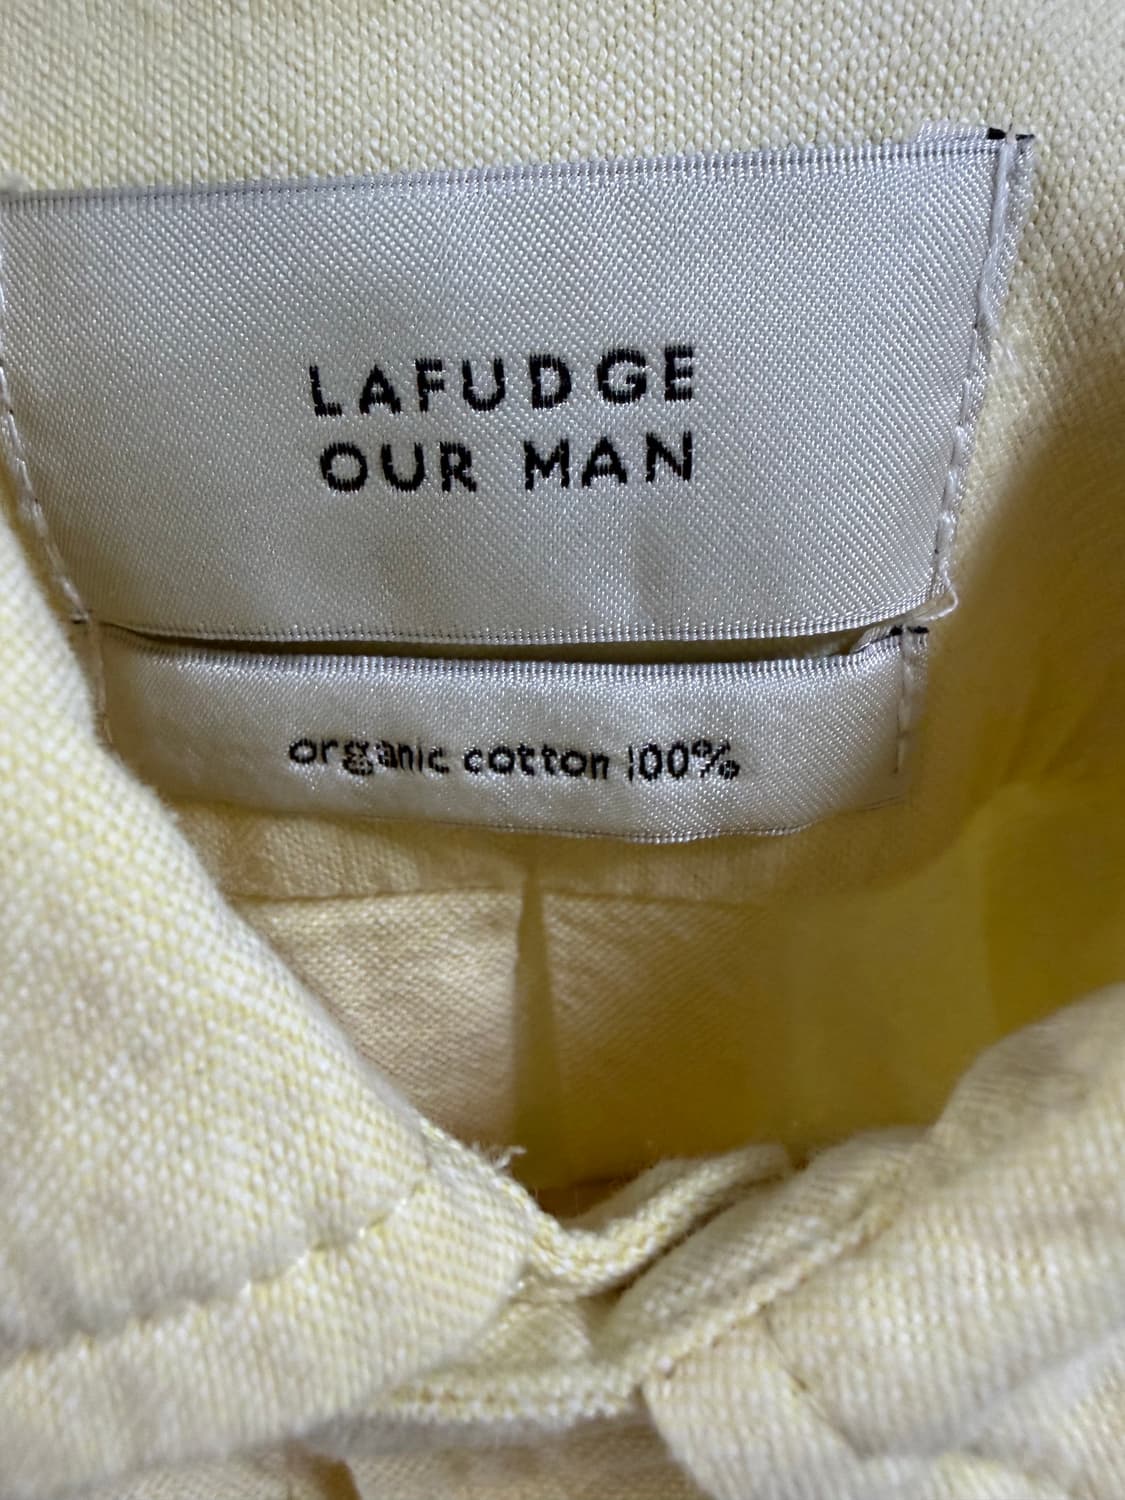 LAFUDGE
OUR MAN
organic cotton 100%